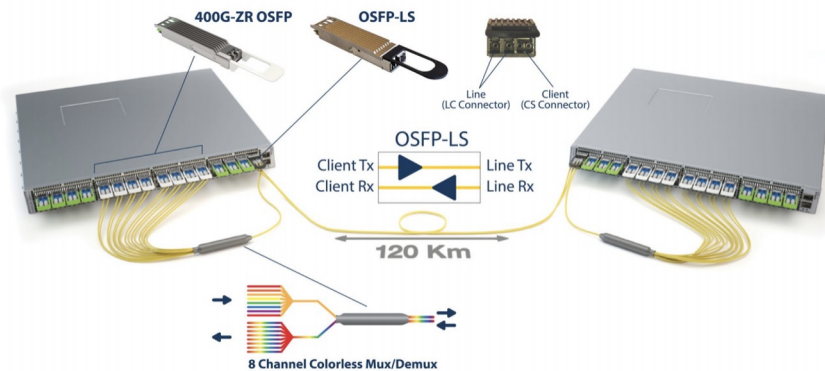 400G-ZR OSFP
OSFP-LS
Line
(LC Connector)
Client
(CS Connector)
OSFP-LS
Client Tx
Line Tx
Client Rx
Line Rx
120 Km
8 Channel Colorless Mux/Demux